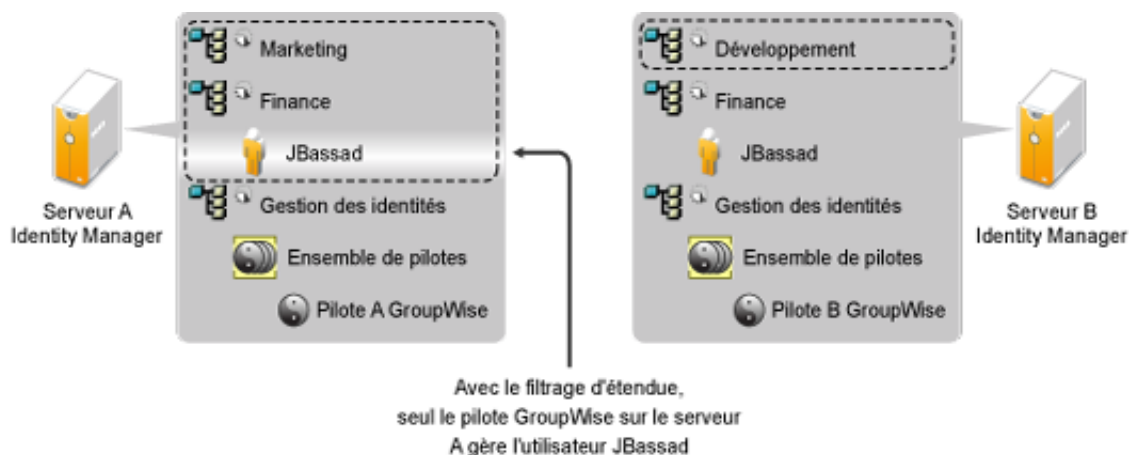 Marketing
Finance
JBassad
Gestion des identités
Ensemble de pilotes
Pilote A GroupWise
Serveur A
Identity Manager
Développement
Finance
JBassad
Gestion des identités
Ensemble de pilotes
Pilote B GroupWise
Serveur B
Identity Manager
Avec le filtrage d'étendue,
seul le pilote GroupWise sur le serveur
A gère l'utilisateur JBassad